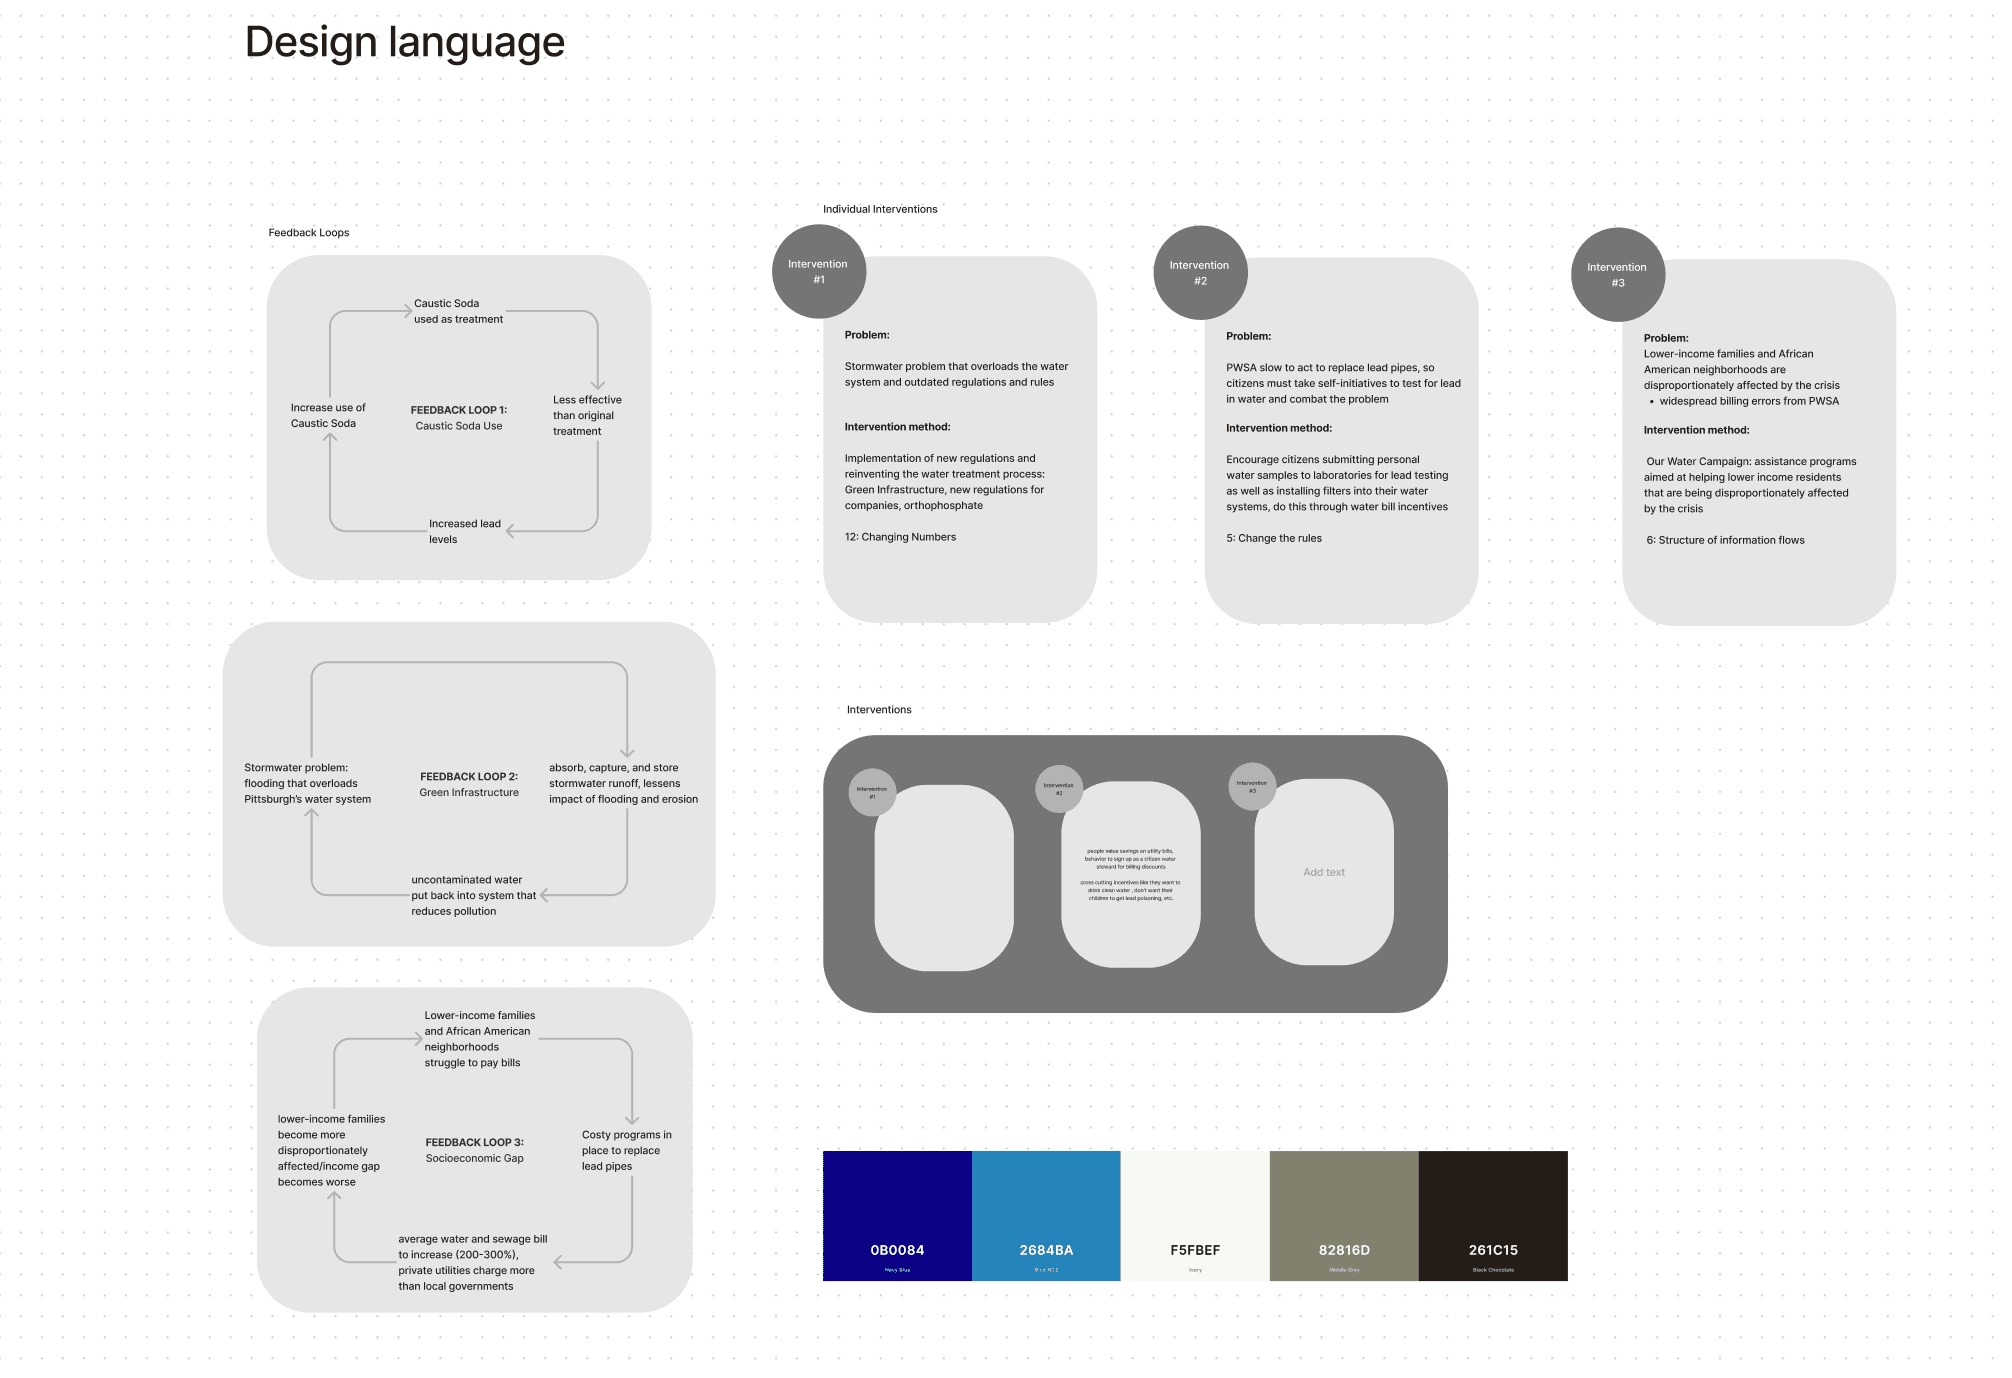 Design language
Feedback Loops
Caustic Soda
used as treatment
Less effective
than original
treatment
Increased lead
levels
Increase use of
Caustic Soda
FEEDBACK LOOP 1:
Caustic Soda Use
Stormwater problem:
flooding that overloads
Pittsburgh's water system
FEEDBACK LOOP 2:
Green Infrastructure
absorb, capture, and store
stormwater runoff, lessens
impact of flooding and erosion
uncontaminated water
put back into system that
reduces pollution
Lower-income families
and African American
neighborhoods
struggle to pay bills
Costy programs in
place to replace
lead pipes
average water and sewage bill
to increase (200-300%),
private utilities charge more
than local governments
lower-income families
become more
disproportionately
affected/income gap
becomes worse
FEEDBACK LOOP 3:
Socioeconomic Gap
Individual Interventions
Intervention
#1
Problem:
Stormwater problem that overloads the water
system and outdated regulations and rules
Intervention method:
Implementation of new regulations and
reinventing the water treatment process:
Green Infrastructure, new regulations for
companies, orthophosphate
12: Changing Numbers
Intervention
#2
Problem:
PWSA slow to act to replace lead pipes, so
citizens must take self-initiatives to test for lead
in water and combat the problem
Intervention method:
Encourage citizens submitting personal
water samples to laboratories for lead testing
as well as installing filters into their water
systems, do this through water bill incentives
5: Change the rules
Intervention
#3
Problem:
Lower-income families and African
American neighborhoods are
disproportionately affected by the crisis
• widespread billing errors from PWSA
Intervention method:
Our Water Campaign: assistance programs
aimed at helping lower income residents
that are being disproportionately affected
by the crisis
6: Structure of information flows
Interventions
Intervention
#1
Intervention
#2
people value savings on utility bills,
behavior to sign up as a citizen water
steward for billing discounts
cross cutting incentives like they want to
drink clean water , don't want their
children to get lead poisoning, etc.
Intervention
#3
Add text
0B0084
Navy Blue
2684BA
Blue NCS
F5FBEF
Ivory
82816D
Middle Grey
261C15
Black Chocolate